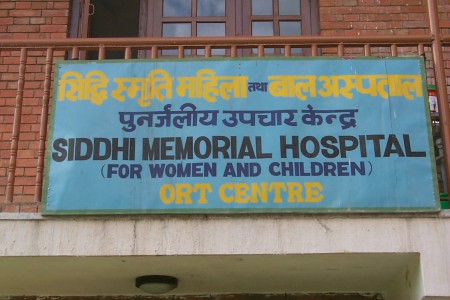 सिद्धि स्मृति महिला तथा बाल अस्पताल
पुनर्जलीय उपचार केन्द्र
SIDDHI MEMORIAL HOSPITAL
(FOR WOMEN AND CHILDREN)
ORT CENTRE